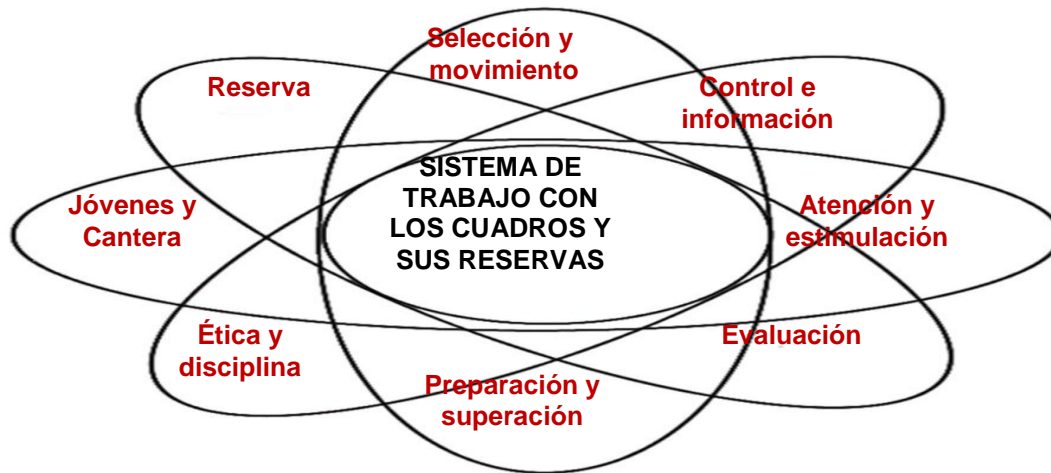 Selección y
movimiento
Reserva
Control e
información
SISTEMA DE
TRABAJO CON
LOS CUADROS Y
SUS RESERVAS
Jóvenes y
Cantera
Atención y
estimulación
Ética y
disciplina
Evaluación
Preparación y
superación